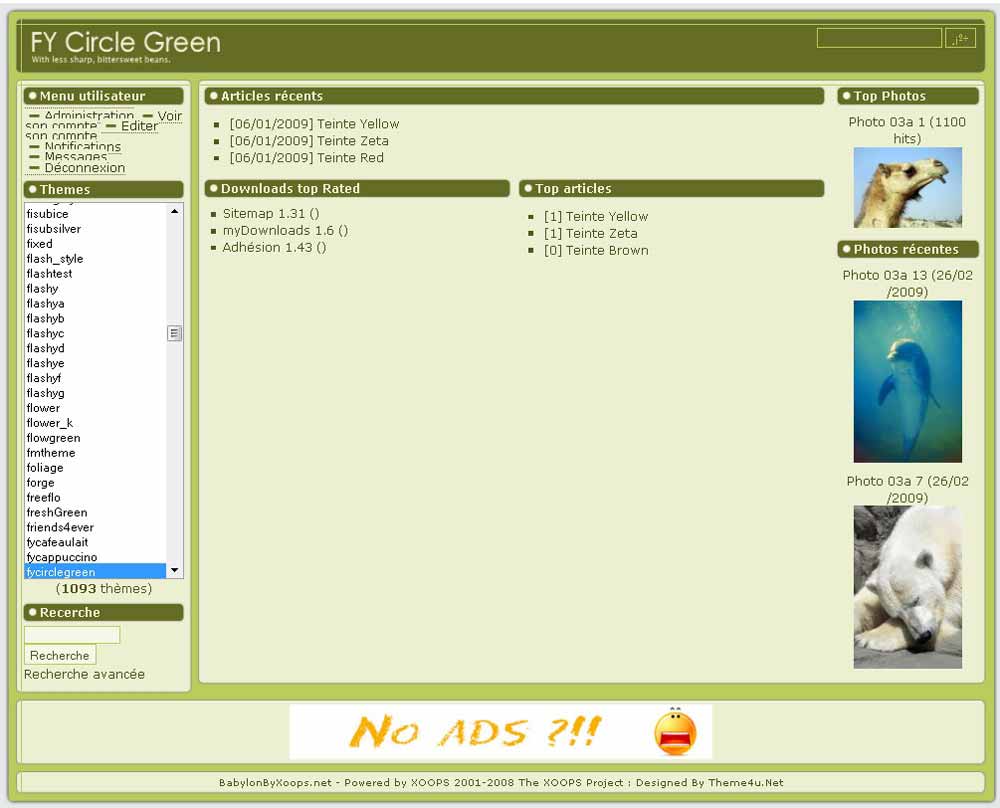 FY Circle Green
With less sharp, bittersweet beans.
Menu utilisateur
Administration Voir
son compte Editer
son compte
Notifications
Messages
Déconnexion
Themes
fisubice
fisubsilver
fixed
flash_style
flashtest
flashy
flashya
flashyb
flashyc
flashyd
flashye
flashyf
flashyg
flower
flower_k
flowgreen
fmtheme
foliage
forge
freeflo
freshGreen
friends4ever
fycafeaulait
fycappuccino
fycirclegreen
(1093 thèmes)
Recerche
Recherche
Recherche avancée
Articles récents
[06/01/2009] Teinte Yellow
[06/01/2009] Teinte Zeta
[06/01/2009] Teinte Red
Downloads top Rated
Sitemap 1.31 ()
myDownloads 1.6 ()
Adhésion 1.43 ()
Top articles
[1] Teinte Yellow
[1] Teinte Zeta
[0] Teinte Brown
Top Photos
Photo 03a 1 (1100
hits)
Photos récentes
Photo 03a 13 (26/02
/2009)
Photo 03a 7 (26/02
/2009)
No ADS ?!!
BabylonByXoops.net - Powered by XOOPS 2001-2008 The XOOPS Project : Designed By Theme4u.Net